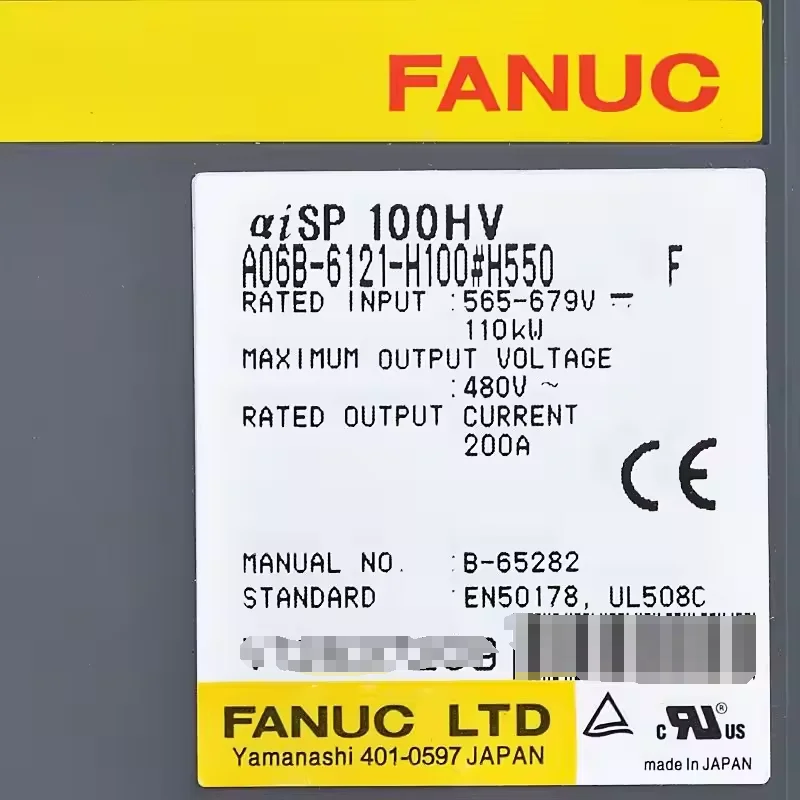 FANUC
αiSP 100HV
A06B-6121-H100#H550 F
RATED INPUT :565-679V ⎓
110kW
MAXIMUM OUTPUT VOLTAGE
:480V ~
RATED OUTPUT CURRENT
200A
CE
MANUAL NO. :B-65282
STANDARD :EN50178, UL508C
FANUC LTD
Yamanashi 401-0597 JAPAN
c RU® US
made In JAPAN